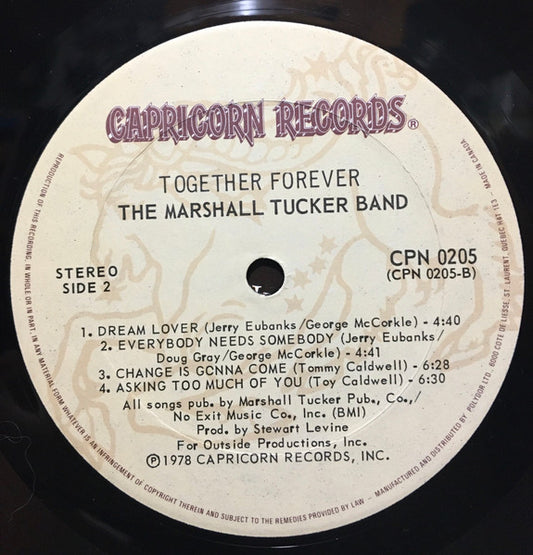 CAPRICORN RECORDS®
TOGETHER FOREVER
THE MARSHALL TUCKER BAND
STEREO
SIDE 2
CPN 0205
(CPN 0205-B)
1. DREAM LOVER (Jerry Eubanks/George McCorkle) - 4:40
2. EVERYBODY NEEDS SOMEBODY (Jerry Eubanks/
Doug Gray/George McCorkle) - 4:41
3. CHANGE IS GONNA COME (Tommy Caldwell) - 6:28
4. ASKING TOO MUCH OF YOU (Toy Caldwell) - 6:30
All songs pub. by Marshall Tucker Pub., Co.,/
No Exit Music Co., Inc. (BMI)
Prod. by Stewart Levine
For Outside Productions, Inc.
℗ 1978 CAPRICORN RECORDS, INC.
REPRODUCTION OF THIS RECORDING, IN WHOLE OR IN PART, IN ANY MATERIAL FORM WHATEVER IS AN INFRINGEMENT OF COPYRIGHT THEREIN AND SUBJECT TO THE REMEDIES PROVIDED BY LAW – MANUFACTURED AND DISTRIBUTED BY POLYDOR LTD., 6000 COTE DE LIESSE, ST. LAURENT, QUEBEC H4T 1E3 – MADE IN CANADA